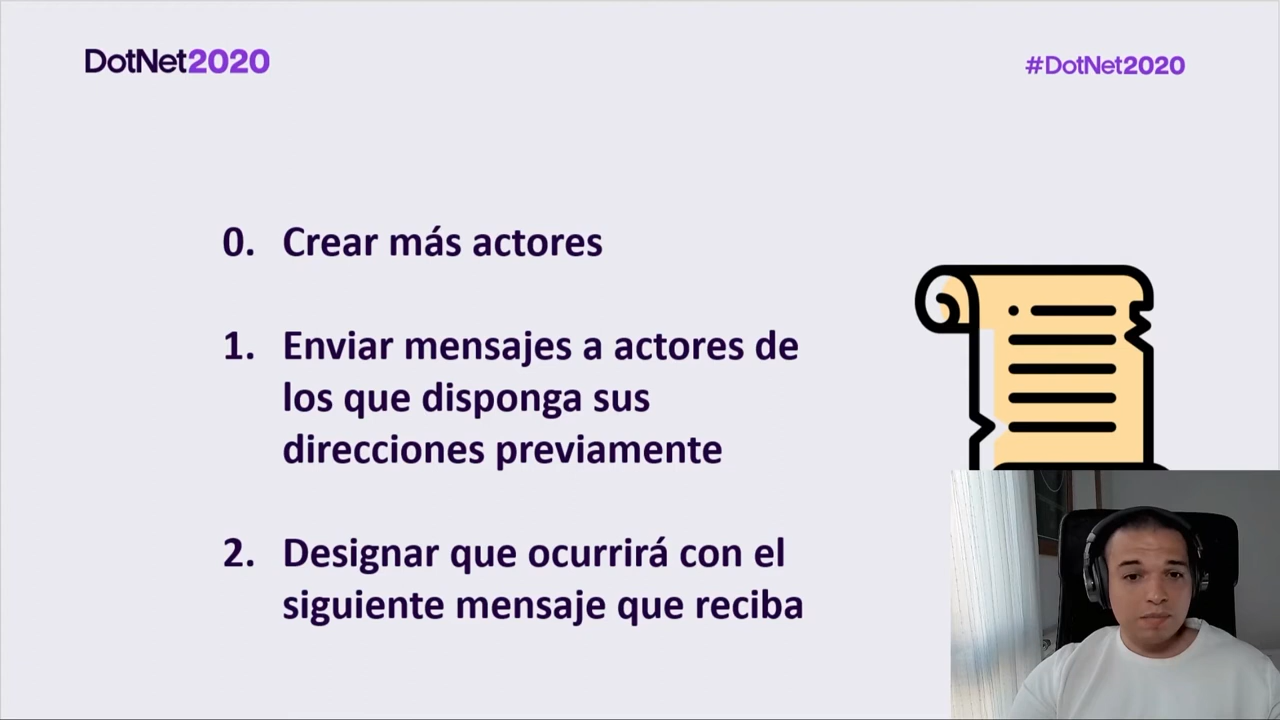 DotNet2020
#DotNet2020
0. Crear más actores
1. Enviar mensajes a actores de
los que disponga sus
direcciones previamente
2. Designar que ocurrirá con el
siguiente mensaje que reciba